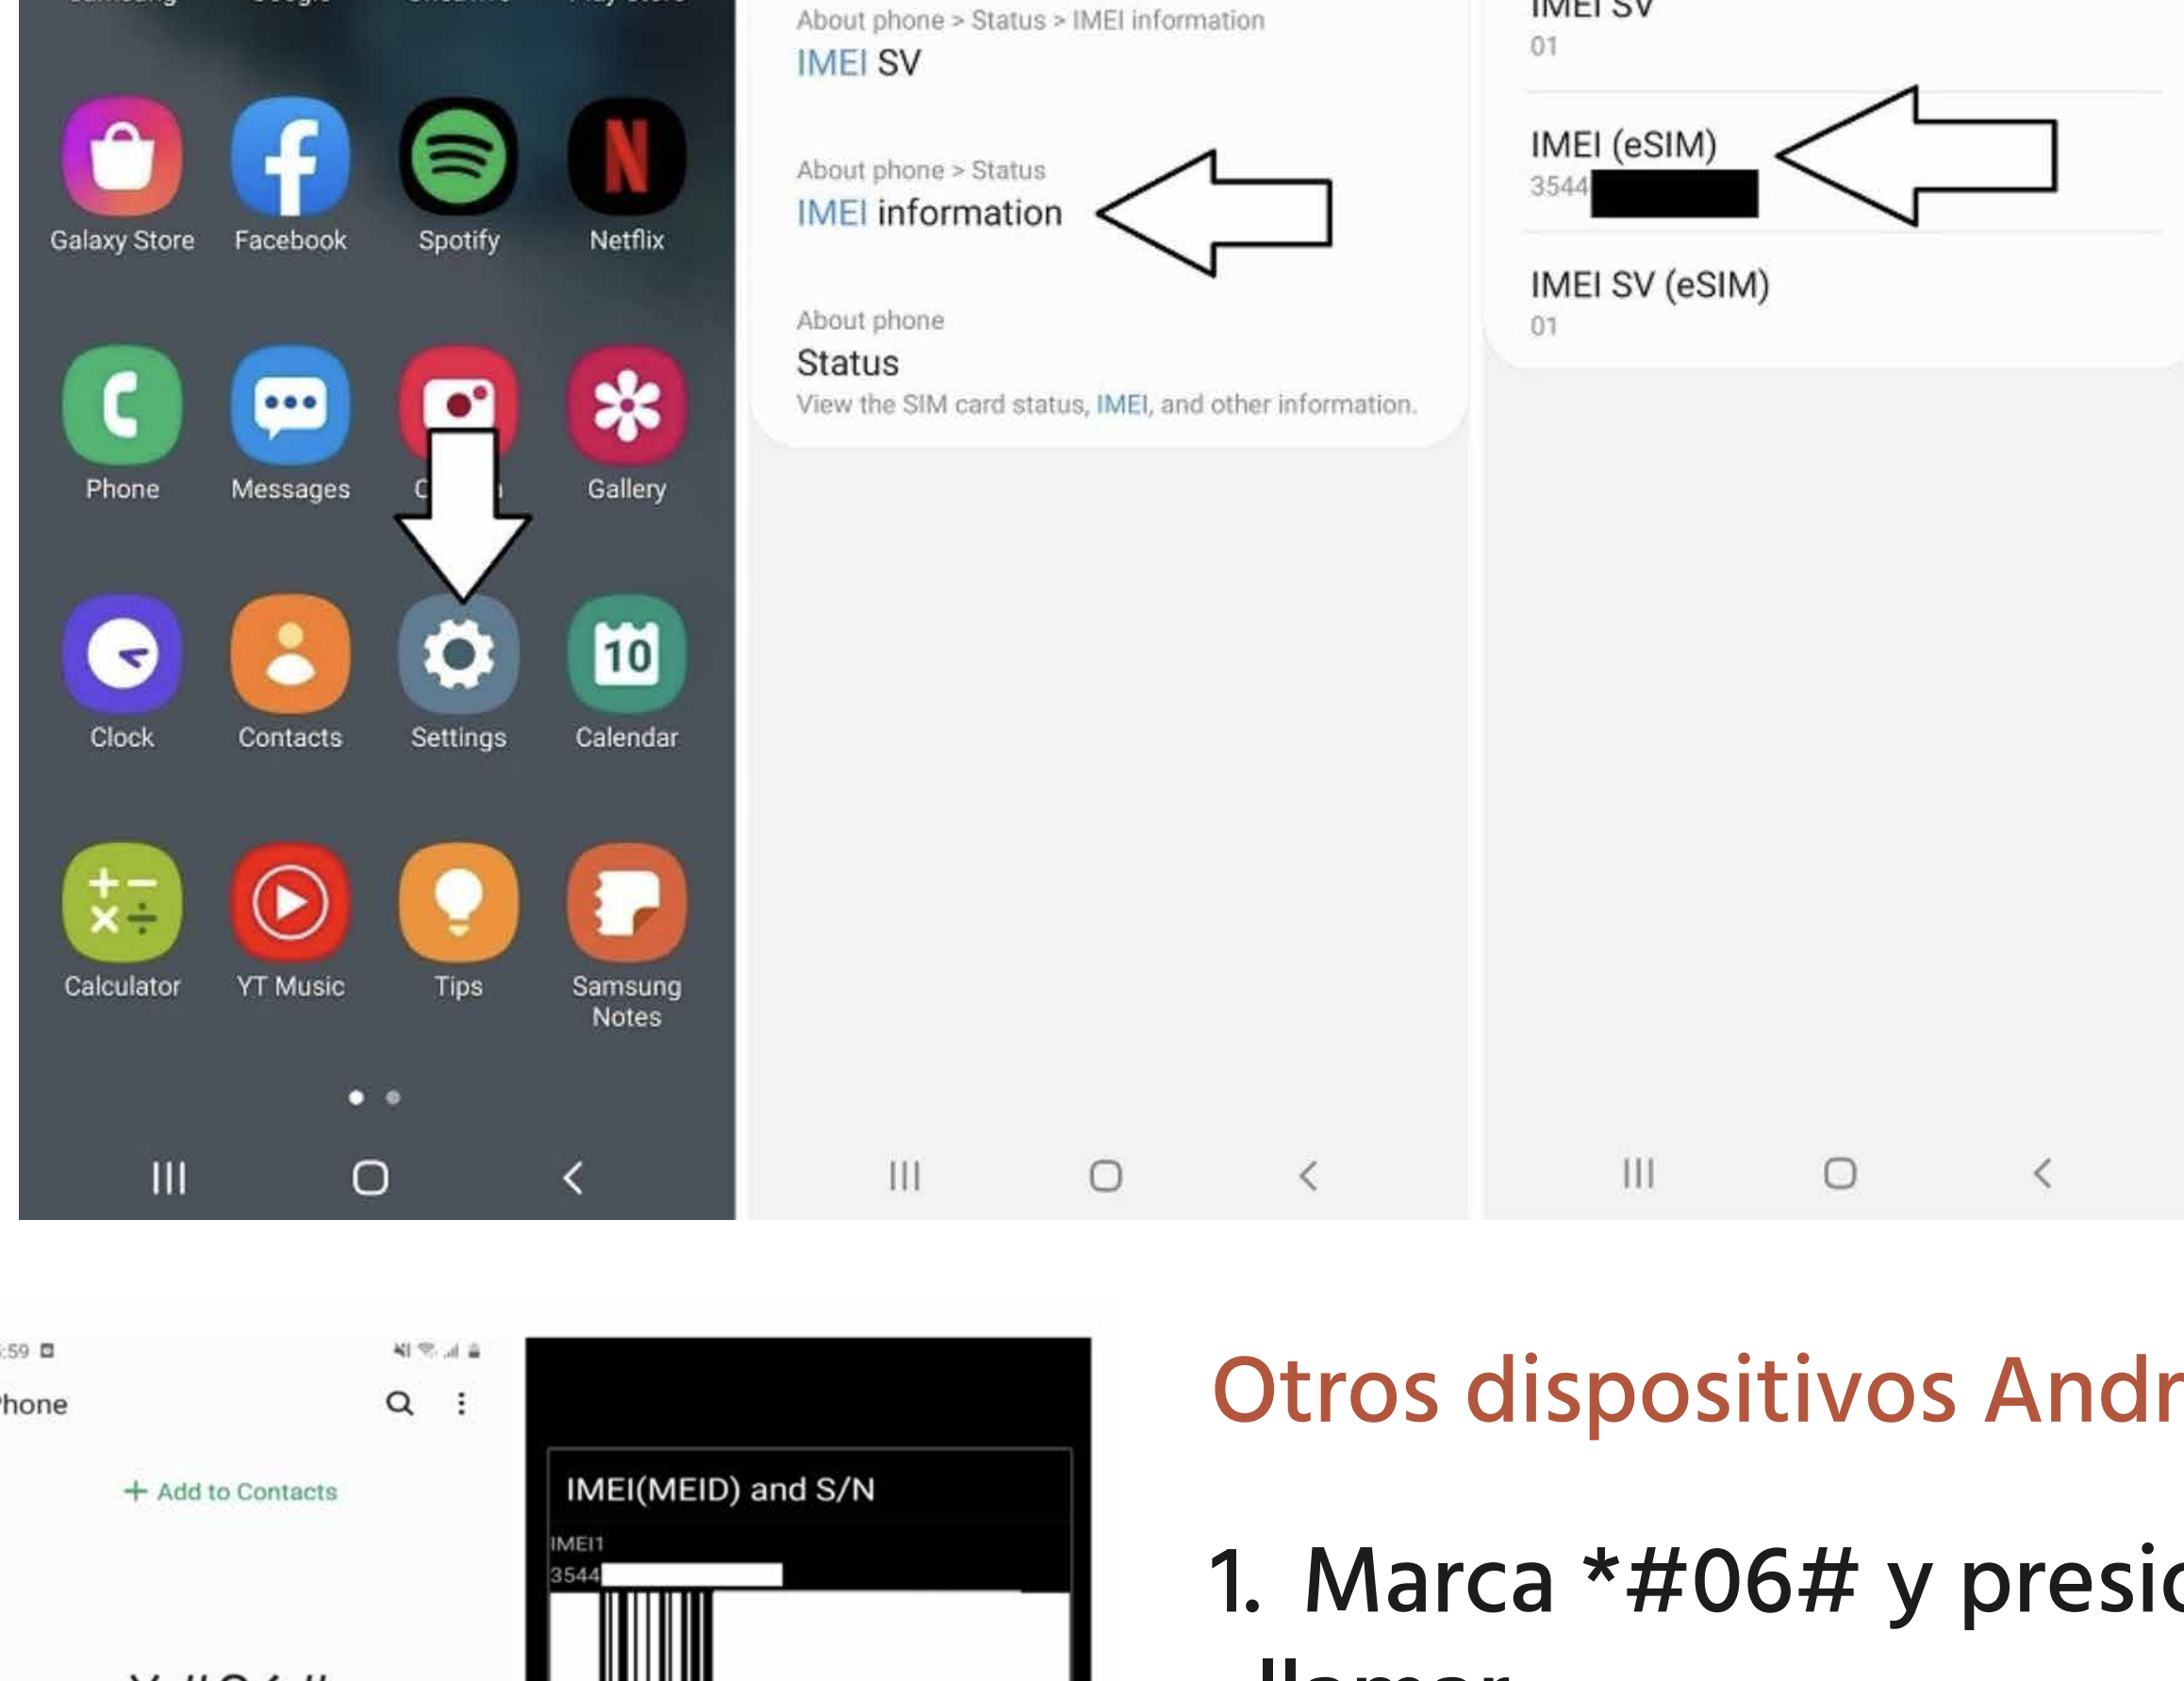 About phone > Status > IMEI information
IMEI SV
About phone > Status
IMEI information
About phone
Status
View the SIM card status, IMEI, and other information.
IMEI SV
01
IMEI (eSIM)
3544
IMEI SV (eSIM)
01
Galaxy Store
Facebook
Spotify
Netflix
Phone
Messages
Gallery
Clock
Contacts
Settings
10
Calendar
Calculator
YT Music
Tips
Samsung
Notes
:59
Phone
+ Add to Contacts
IMEI(MEID) and S/N
IMEI1
3544
Otros dispositivos Andr
1. Marca *#06# y presio
llamar